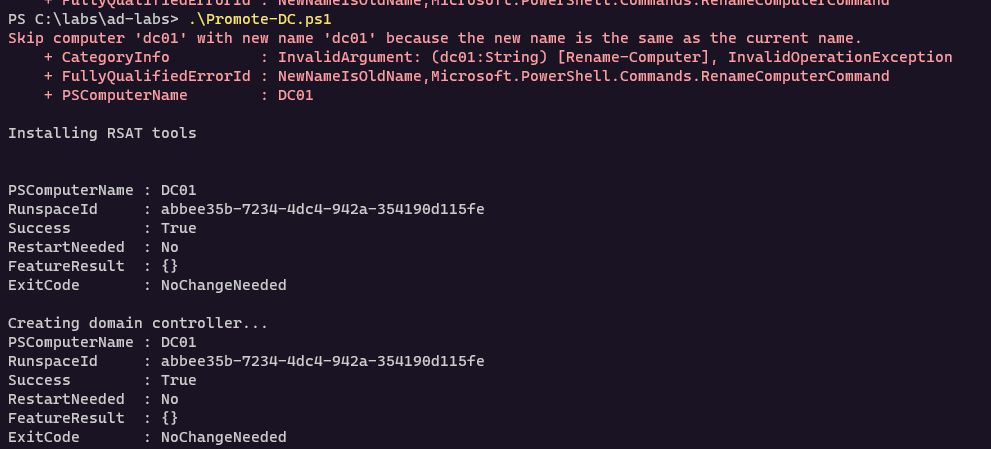 + FullyQualifiedErrorId : NewNameIsOldName,Microsoft.PowerShell.Commands.RenameComputerCommand
PS C:\labs\ad-labs> .\Promote-DC.ps1
Skip computer 'dc01' with new name 'dc01' because the new name is the same as the current name.
    + CategoryInfo          : InvalidArgument: (dc01:String) [Rename-Computer], InvalidOperationException
    + FullyQualifiedErrorId : NewNameIsOldName,Microsoft.PowerShell.Commands.RenameComputerCommand
    + PSComputerName        : DC01
Installing RSAT tools
PSComputerName : DC01
RunspaceId     : abbee35b-7234-4dc4-942a-354190d115fe
Success        : True
RestartNeeded  : No
FeatureResult  : {}
ExitCode       : NoChangeNeeded
Creating domain controller...
PSComputerName : DC01
RunspaceId     : abbee35b-7234-4dc4-942a-354190d115fe
Success        : True
RestartNeeded  : No
FeatureResult  : {}
ExitCode       : NoChangeNeeded